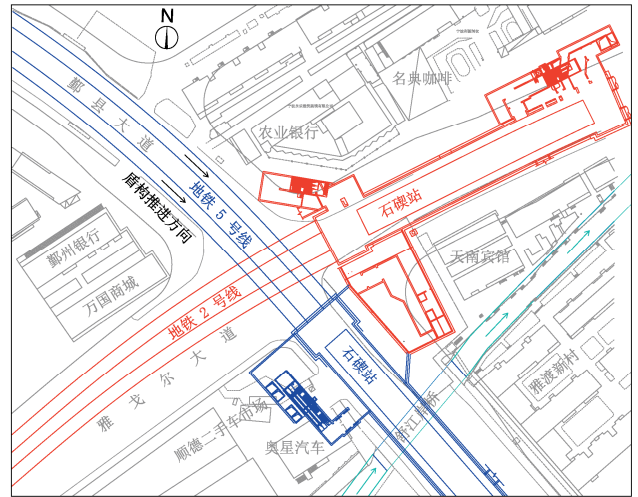 N
名典咖啡
鄞县大道
农业银行
地铁 5 号线
盾构推进方向
石碶站
鄞州银行
天南宾馆
万国商城
地铁 2 号线
石碶站
雅戈尔大道
雅渡新村
顺德二手车市场
奥星汽车